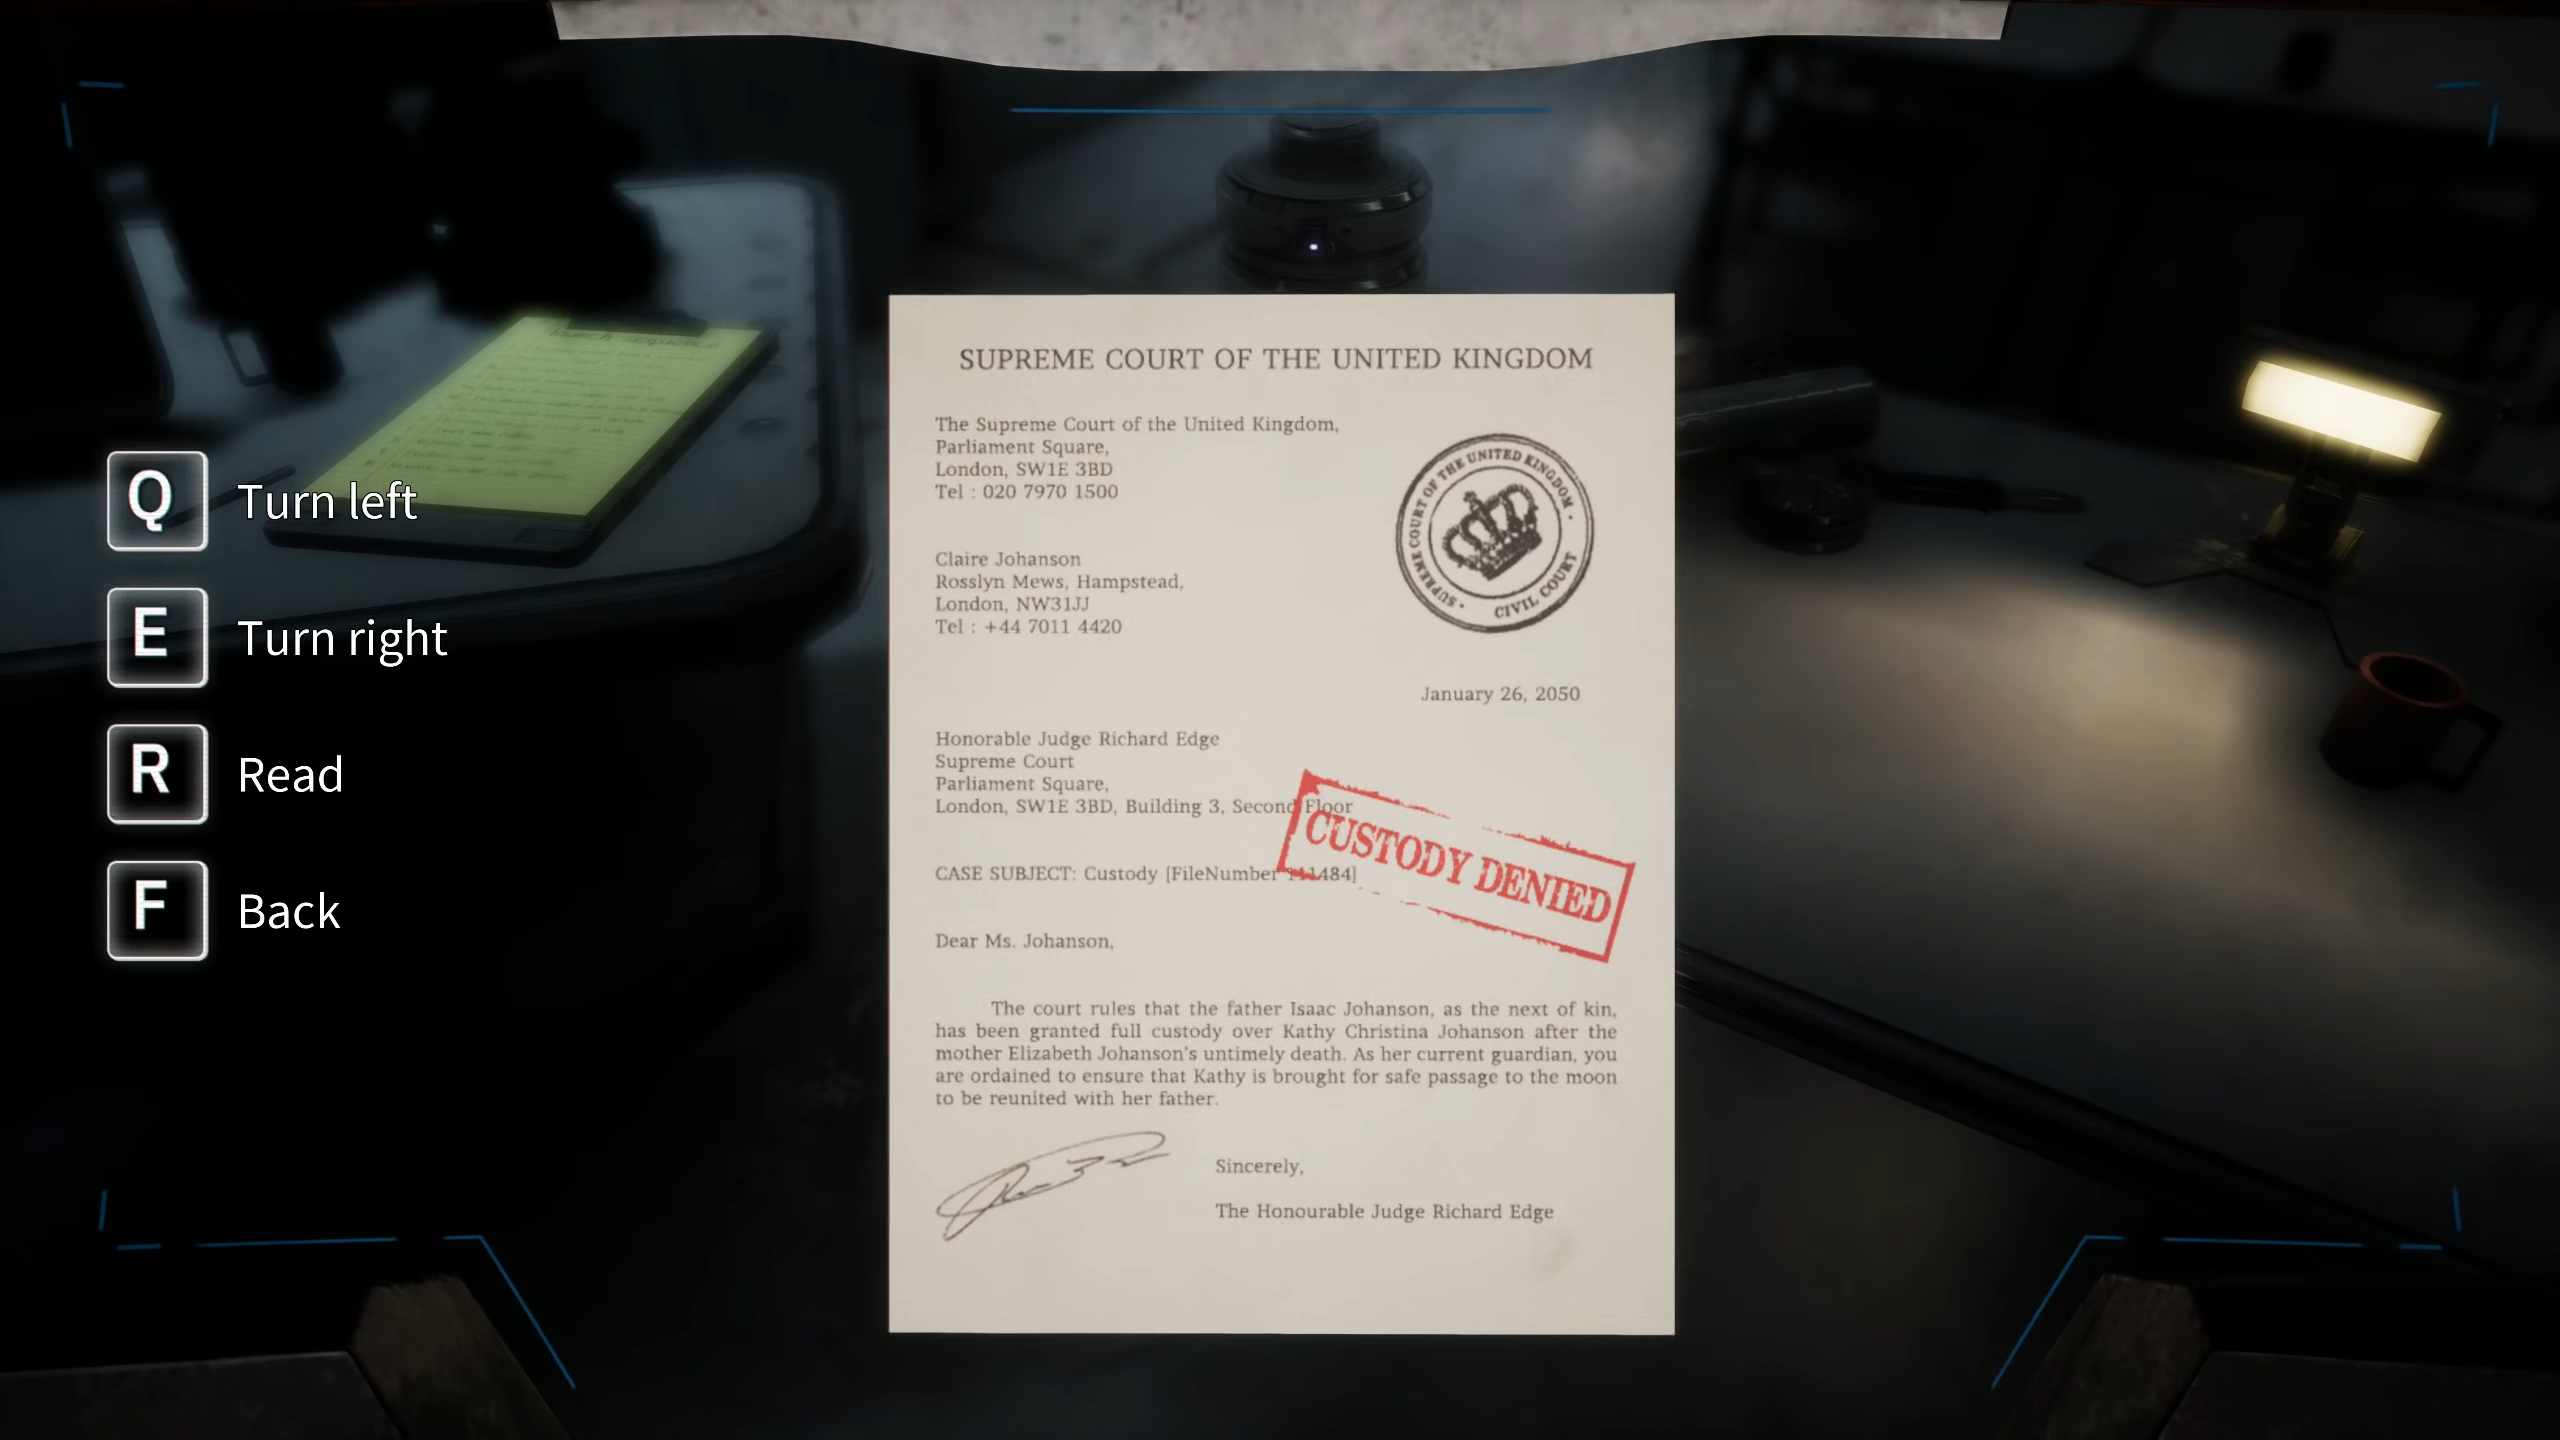 SUPREME COURT OF THE UNITED KINGDOM
The Supreme Court of the United Kingdom,
Parliament Square,
London, SW1E 3BD
Tel : 020 7970 1500
· SUPREME COURT OF THE UNITED KINGDOM ·
CIVIL COURT
Claire Johanson
Rosslyn Mews, Hampstead,
London, NW31JJ
Tel : +44 7011 4420
January 26, 2050
Honorable Judge Richard Edge
Supreme Court
Parliament Square,
London, SW1E 3BD, Building 3, Second Floor
CUSTODY DENIED
CASE SUBJECT: Custody [FileNumber 111484]
Dear Ms. Johanson,
The court rules that the father Isaac Johanson, as the next of kin,
has been granted full custody over Kathy Christina Johanson after the
mother Elizabeth Johanson's untimely death. As her current guardian, you
are ordained to ensure that Kathy is brought for safe passage to the moon
to be reunited with her father.
Sincerely,
The Honourable Judge Richard Edge
Q Turn left
E Turn right
R Read
F Back